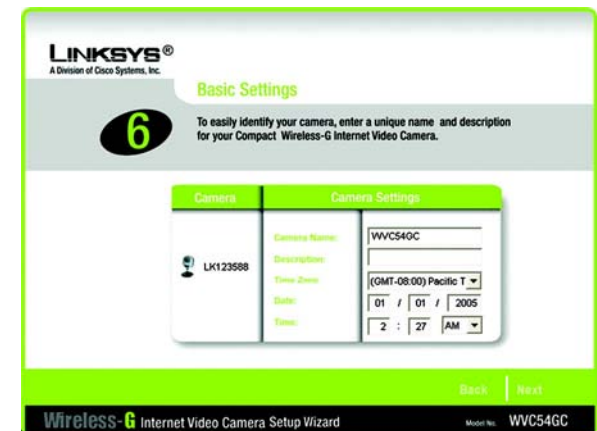 LINKSYS®
A Division of Cisco Systems, Inc.
Basic Settings
6
To easily identify your camera, enter a unique name and description
for your Compact Wireless-G Internet Video Camera.
Camera
Camera Settings
LK123588
Camera Name: WVC54GC
Description:
Time Zone: (GMT-08:00) Pacific T
Date: 01 / 01 / 2005
Time: 2 : 27 AM
Back
Next
Wireless-G Internet Video Camera Setup Wizard
Model No. WVC54GC